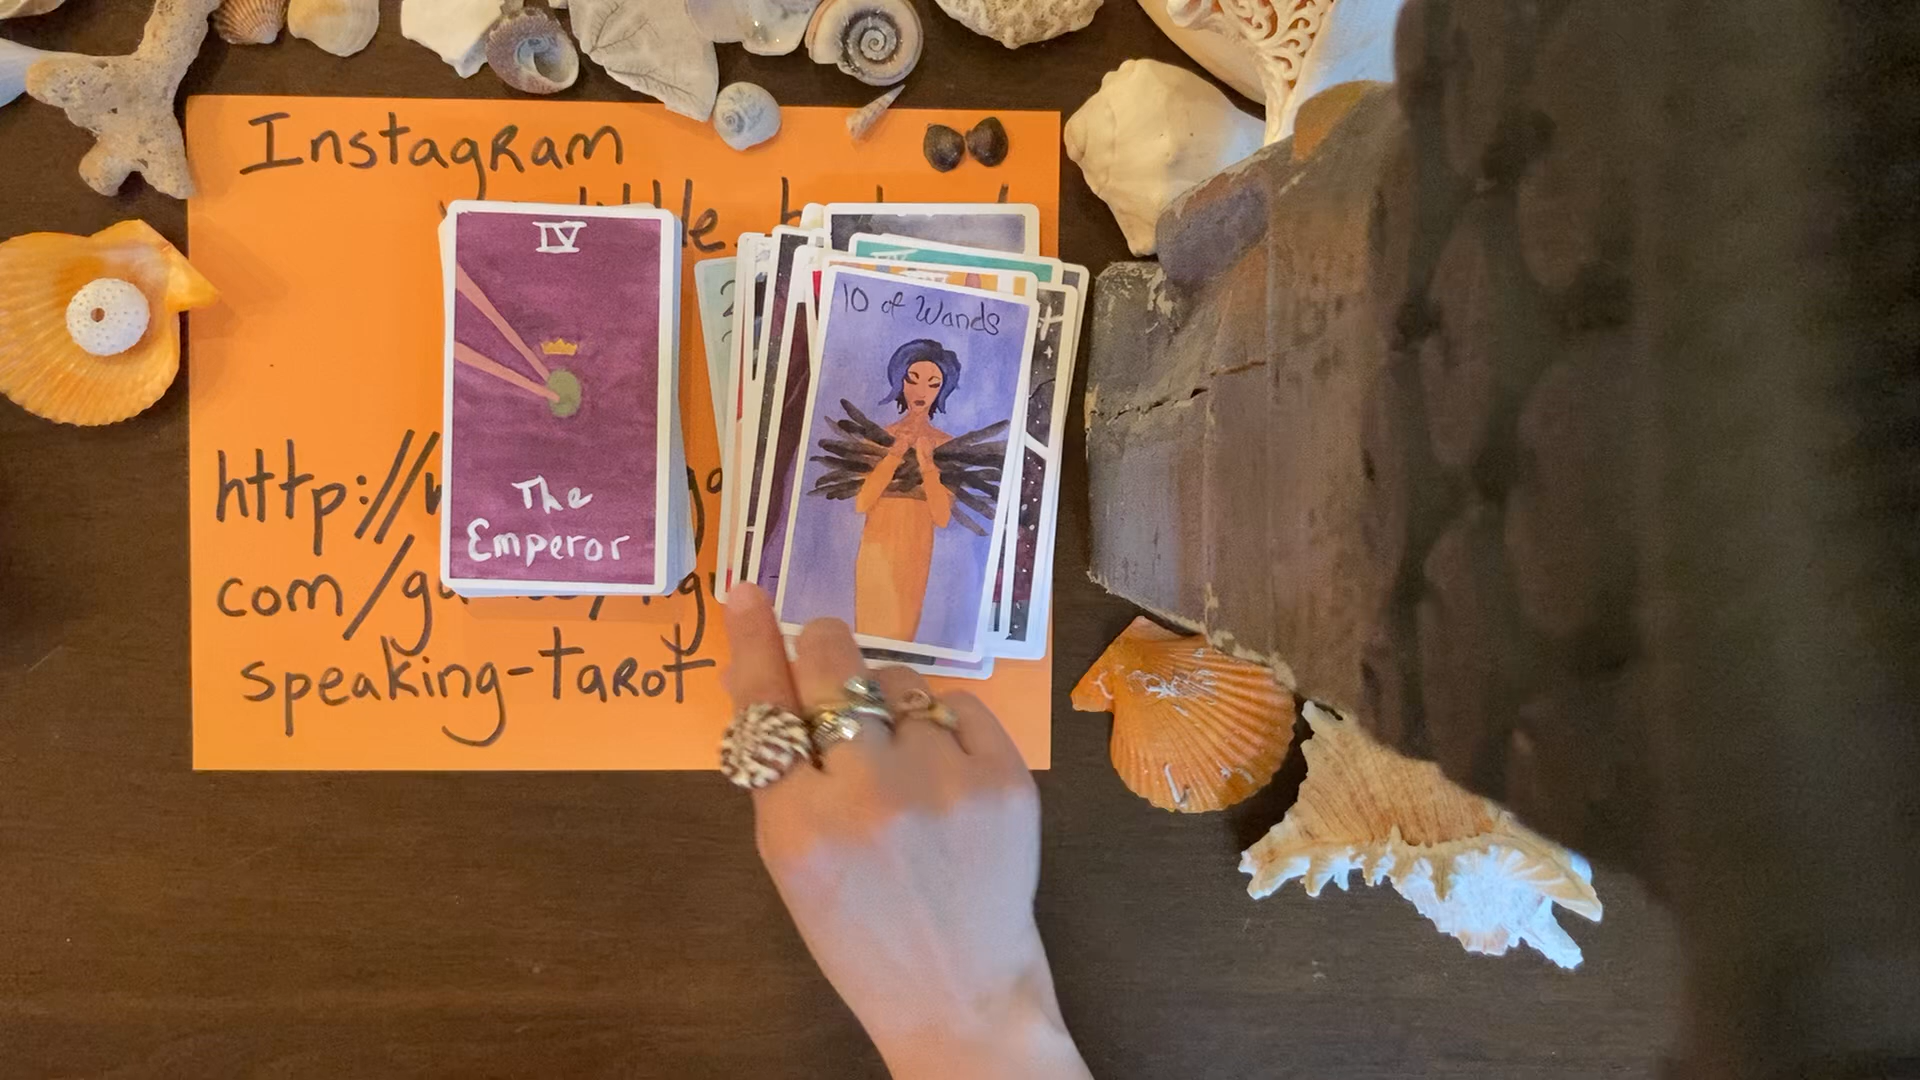 Instagram
IV
The
Emperor
10 of Wands
http://
com/
speaking-tarot